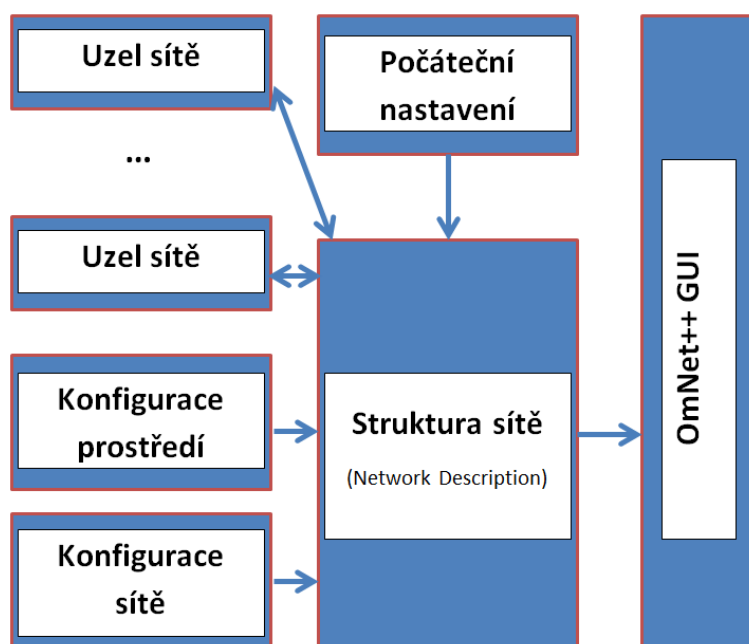 Uzel sítě
...
Uzel sítě
Konfigurace
prostředí
Konfigurace
sítě
Počáteční
nastavení
Struktura sítě
(Network Description)
OmNet++ GUI